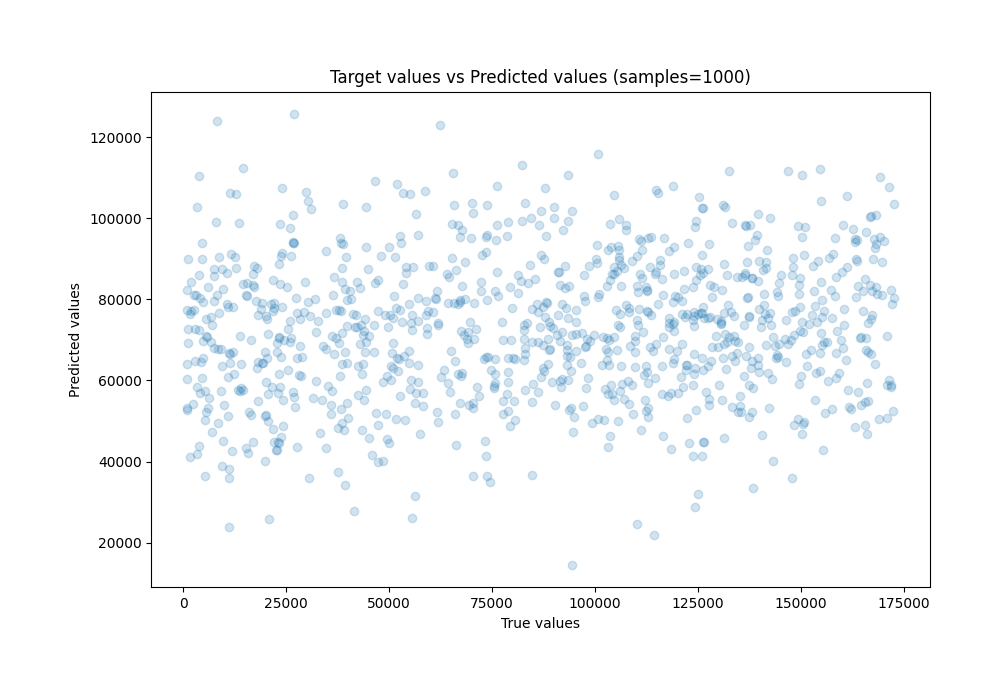 Target values vs Predicted values (samples=1000)
120000
100000
80000
60000
40000
20000
Predicted values
0 25000 50000 75000 100000 125000 150000 175000
True values